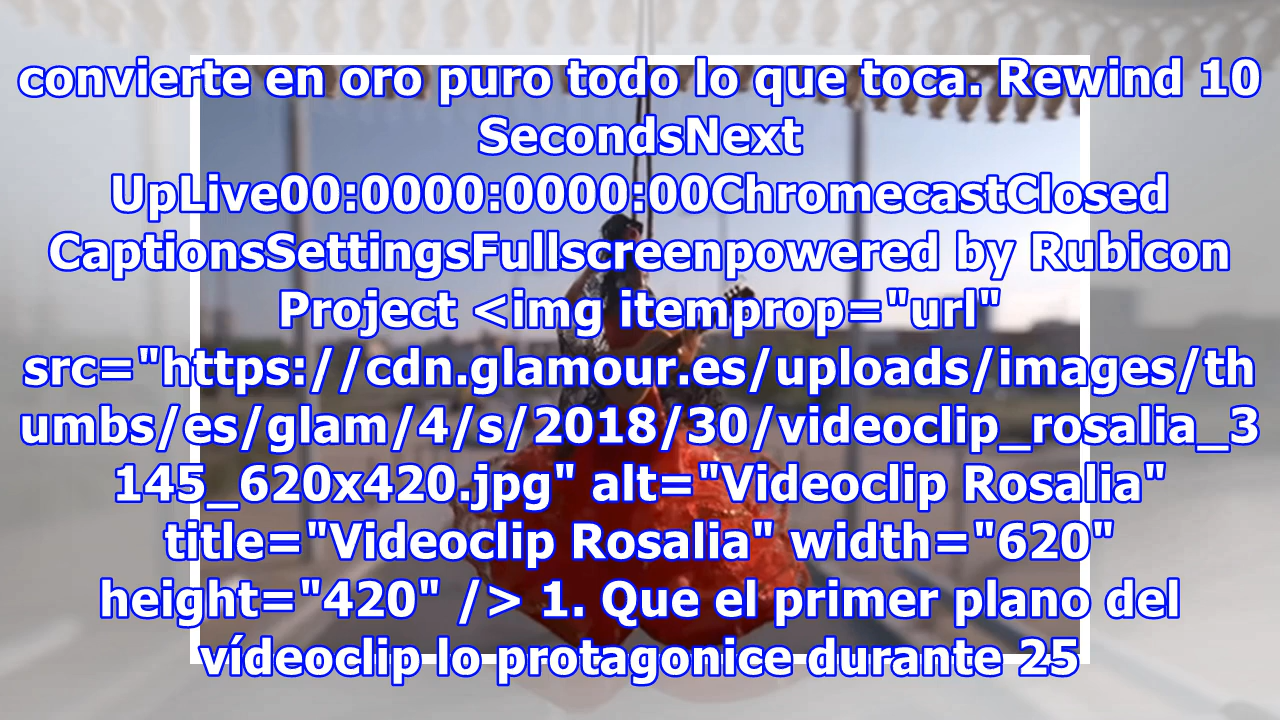 convierte en oro puro todo lo que toca. Rewind 10
SecondsNext
UpLive00:0000:0000:00ChromecastClosed
CaptionsSettingsFullscreenpowered by Rubicon
Project <img itemprop="url"
src="https://cdn.glamour.es/uploads/images/th
umbs/es/glam/4/s/2018/30/videoclip_rosalia_3
145_620x420.jpg" alt="Videoclip Rosalia"
title="Videoclip Rosalia" width="620"
height="420" /> 1. Que el primer plano del
vídeoclip lo protagonice durante 25